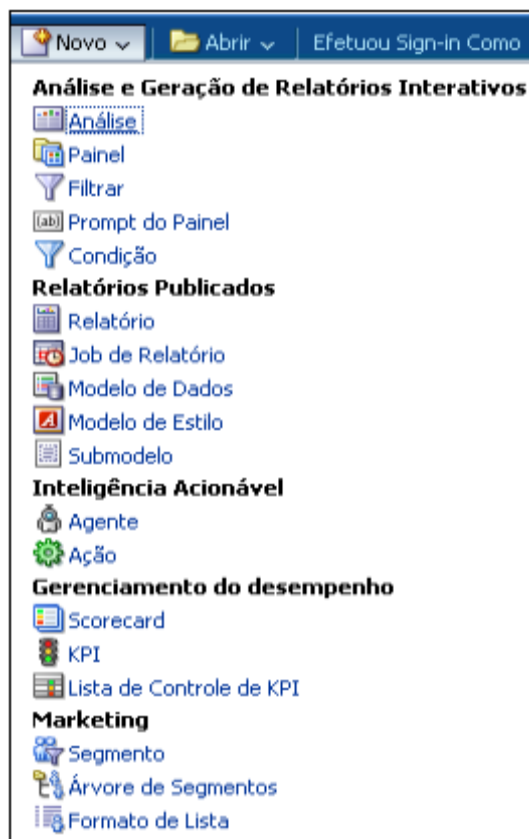 Novo Abrir Efetuou Sign-in Como
Análise e Geração de Relatórios Interativos
Análise
Painel
Filtrar
(ab) Prompt do Painel
Condição
Relatórios Publicados
Relatório
Job de Relatório
Modelo de Dados
A Modelo de Estilo
Submodelo
Inteligência Acionável
Agente
Ação
Gerenciamento do desempenho
Scorecard
KPI
Lista de Controle de KPI
Marketing
Segmento
Árvore de Segmentos
Formato de Lista